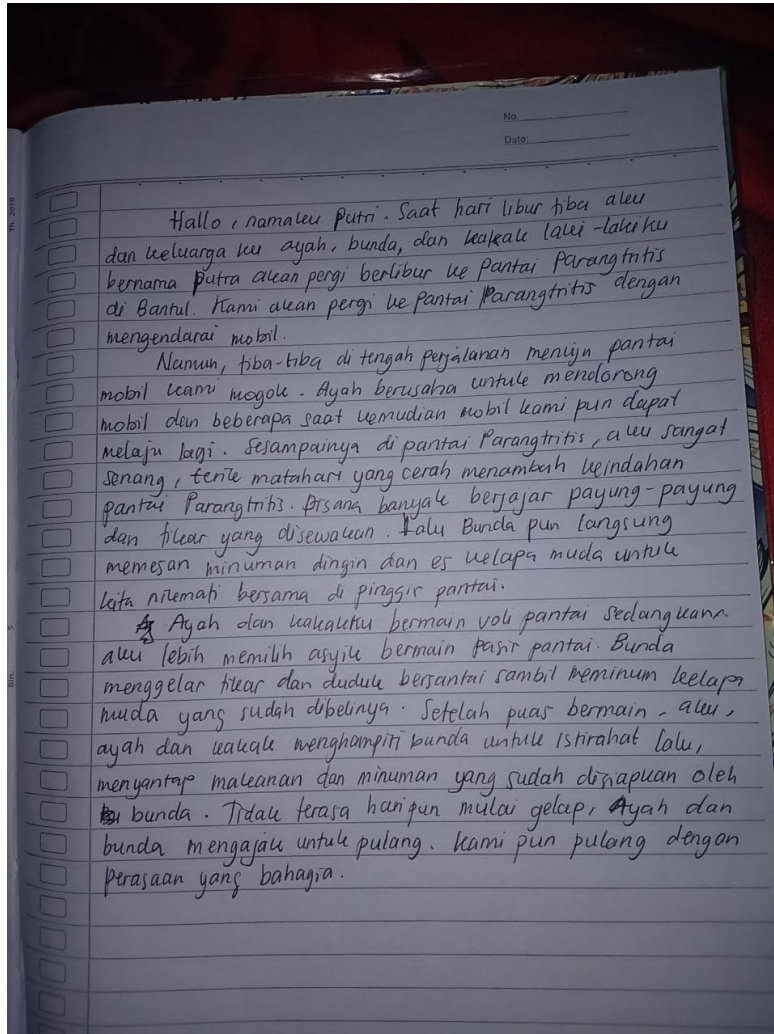 No.
Date:
Hallo, namaku Putri. Saat hari libur tiba aku
dan keluarga ku ayah, bunda, dan kakak laki-lakiku
bernama putra akan pergi berlibur ke Pantai Parangtritis
di Bantul. Kami akan pergi ke Pantai Parangtritis dengan
mengendarai mobil.
Namun, tiba-tiba di tengah perjalanan menuju pantai
mobil kami mogok. Ayah berusaha untuk mendorong
mobil dan beberapa saat kemudian mobil kami pun dapat
melaju lagi. Sesampainya di pantai Parangtritis, aku sangat
senang, terik matahari yang cerah menambah keindahan
pantai Parangtritis. Disana banyak berjajar payung-payung
dan tikar yang disewakan. Lalu Bunda pun langsung
memesan minuman dingin dan es kelapa muda untuk
kita nikmati bersama di pinggir pantai.
Ayah dan kakakku bermain voli pantai sedangkan
aku lebih memilih asyik bermain pasir pantai. Bunda
menggelar tikar dan duduk bersantai sambil meminum kelapa
muda yang sudah dibelinya. Setelah puas bermain, aku,
ayah dan kakak menghampiri bunda untuk istirahat lalu,
menyantap makanan dan minuman yang sudah disiapkan oleh
bunda. Tidak terasa hari pun mulai gelap, Ayah dan
bunda mengajak untuk pulang. Kami pun pulang dengan
perasaan yang bahagia.